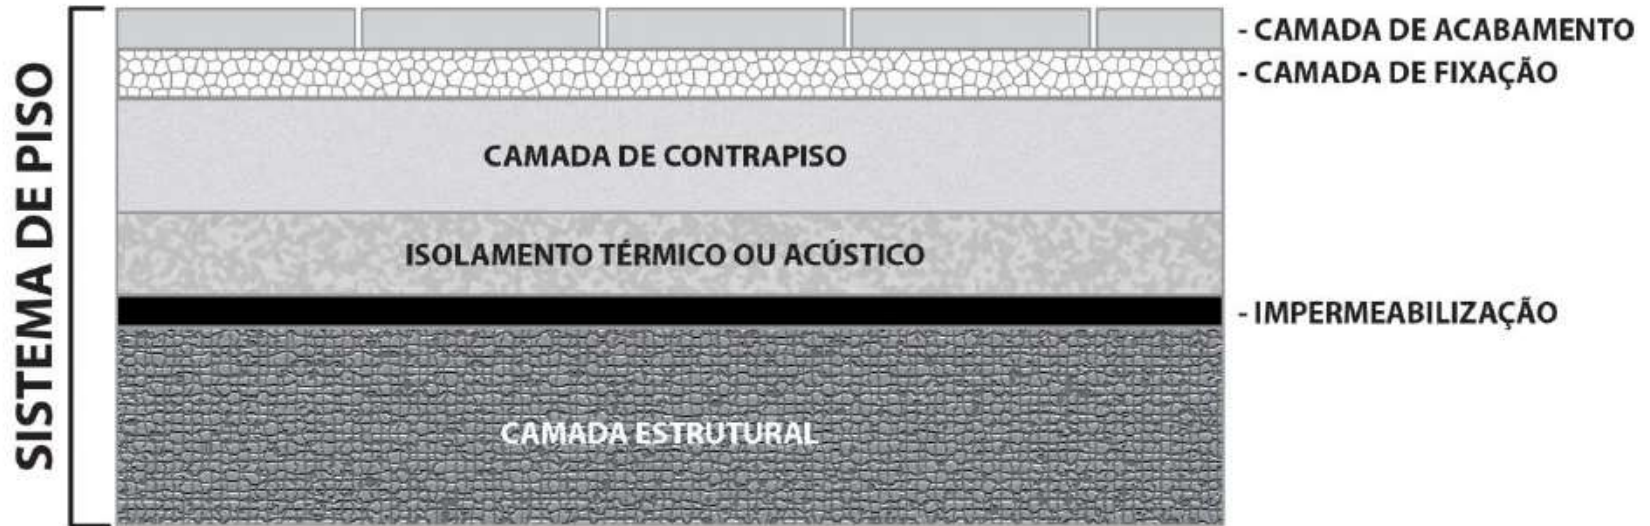 SISTEMA DE PISO
- CAMADA DE ACABAMENTO
- CAMADA DE FIXAÇÃO
CAMADA DE CONTRAPISO
ISOLAMENTO TÉRMICO OU ACÚSTICO
- IMPERMEABILIZAÇÃO
CAMADA ESTRUTURAL